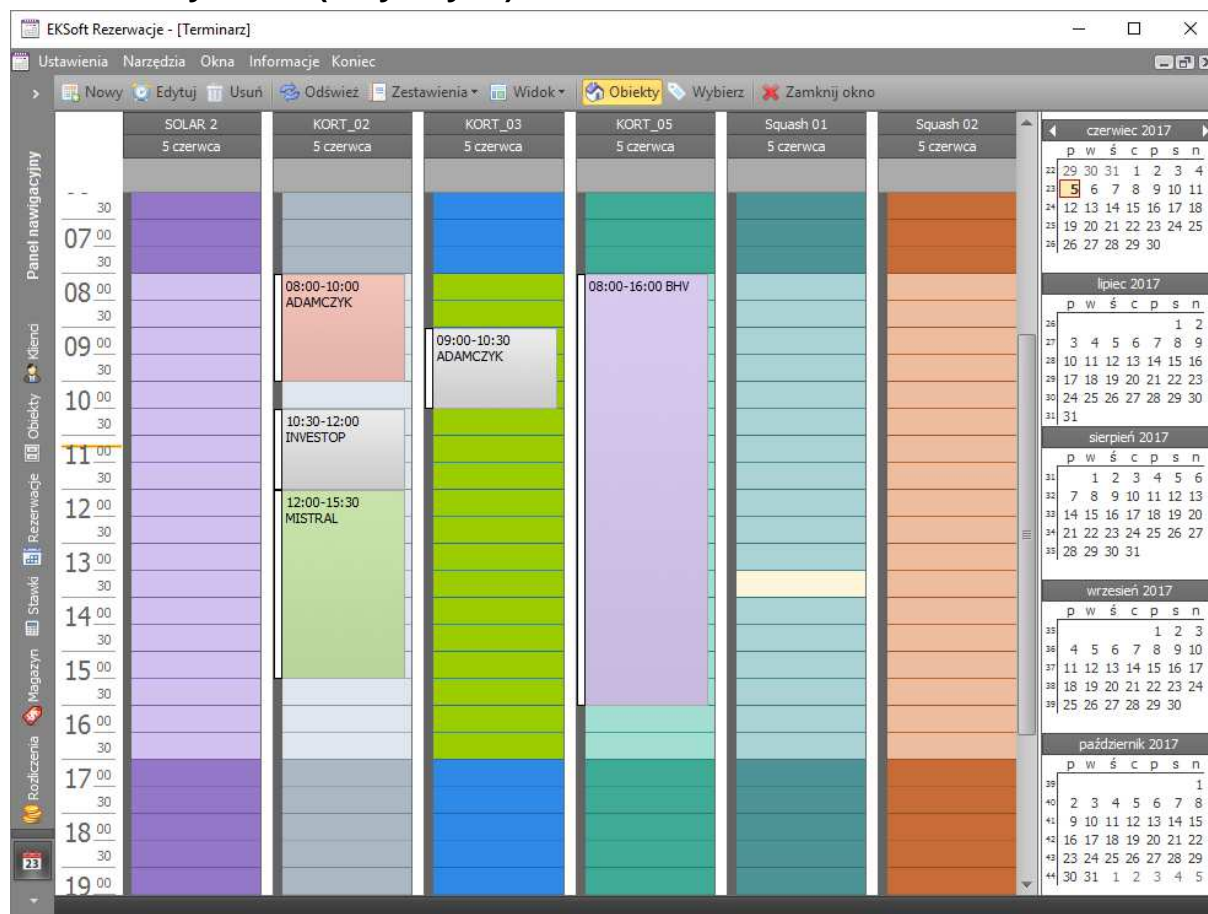 EKSoft Rezerwacje - [Terminarz]
Ustawienia Narzędzia Okna Informacje Koniec
Nowy Edytuj Usuń Odśwież Zestawienia Widok Obiekty Wybierz Zamknij okno
Panel nawigacyjny
Klienci
Obiekty
Rezerwacje
Stawki
Magazyn
Rozliczenia
23
SOLAR 2 KORT_02 KORT_03 KORT_05 Squash 01 Squash 02
5 czerwca 5 czerwca 5 czerwca 5 czerwca 5 czerwca 5 czerwca
30
07 00
30
08 00
30
09 00
30
10 00
30
11 00
30
12 00
30
13 00
30
14 00
30
15 00
30
16 00
30
17 00
30
18 00
30
19 00
08:00-10:00
ADAMCZYK
10:30-12:00
INVESTOP
12:00-15:30
MISTRAL
09:00-10:30
ADAMCZYK
08:00-16:00 BHV
czerwiec 2017
p w ś c p s n
22 29 30 31 1 2 3 4
23 5 6 7 8 9 10 11
24 12 13 14 15 16 17 18
25 19 20 21 22 23 24 25
26 26 27 28 29 30
lipiec 2017
p w ś c p s n
26 1 2
27 3 4 5 6 7 8 9
28 10 11 12 13 14 15 16
29 17 18 19 20 21 22 23
30 24 25 26 27 28 29 30
31 31
sierpień 2017
p w ś c p s n
31 1 2 3 4 5 6
32 7 8 9 10 11 12 13
33 14 15 16 17 18 19 20
34 21 22 23 24 25 26 27
35 28 29 30 31
wrzesień 2017
p w ś c p s n
35 1 2 3
36 4 5 6 7 8 9 10
37 11 12 13 14 15 16 17
38 18 19 20 21 22 23 24
39 25 26 27 28 29 30
październik 2017
p w ś c p s n
39 1
40 2 3 4 5 6 7 8
41 9 10 11 12 13 14 15
42 16 17 18 19 20 21 22
43 23 24 25 26 27 28 29
44 30 31 1 2 3 4 5